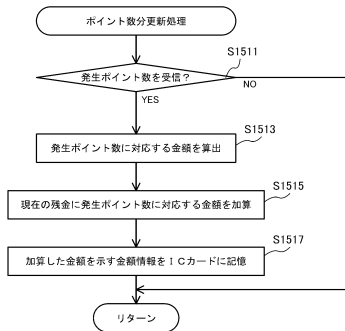 ポイント数分更新処理
S1511
発生ポイント数を受信？
NO
YES
S1513
発生ポイント数に対応する金額を算出
S1515
現在の残金に発生ポイント数に対応する金額を加算
S1517
加算した金額を示す金額情報をＩＣカードに記憶
リターン